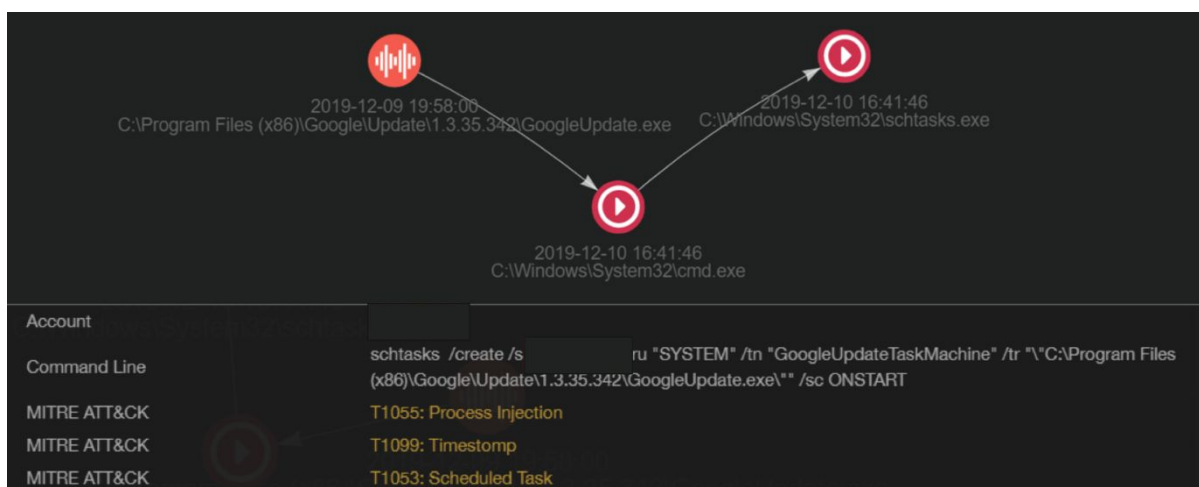 2019-12-09 19:58:00
C:\Program Files (x86)\Google\Update\1.3.35.342\GoogleUpdate.exe
2019-12-10 16:41:46
C:\Windows\System32\schtasks.exe
2019-12-10 16:41:46
C:\Windows\System32\cmd.exe
Account
Command Line
schtasks /create /s ru "SYSTEM" /tn "GoogleUpdateTaskMachine" /tr "\"C:\Program Files
(x86)\Google\Update\1.3.35.342\GoogleUpdate.exe\"" /sc ONSTART
MITRE ATT&CK T1055: Process Injection
MITRE ATT&CK T1099: Timestomp
MITRE ATT&CK T1053: Scheduled Task